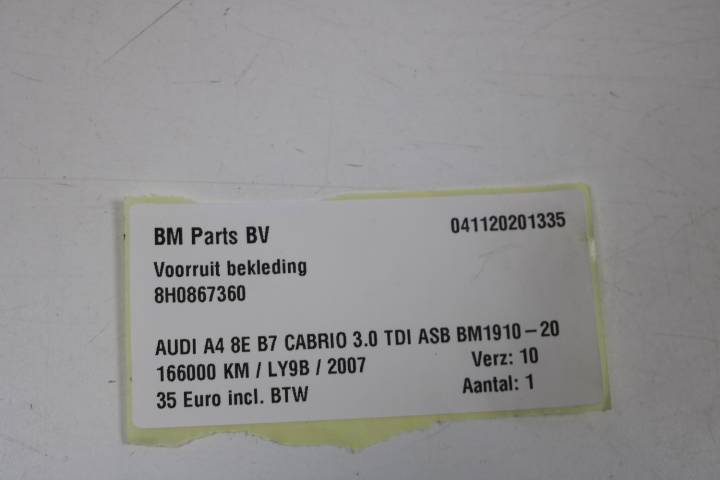 BM Parts BV 041120201335
Voorruit bekleding
8H0867360
AUDI A4 8E B7 CABRIO 3.0 TDI ASB BM1910-20
166000 KM / LY9B / 2007 Verz: 10
35 Euro incl. BTW Aantal: 1